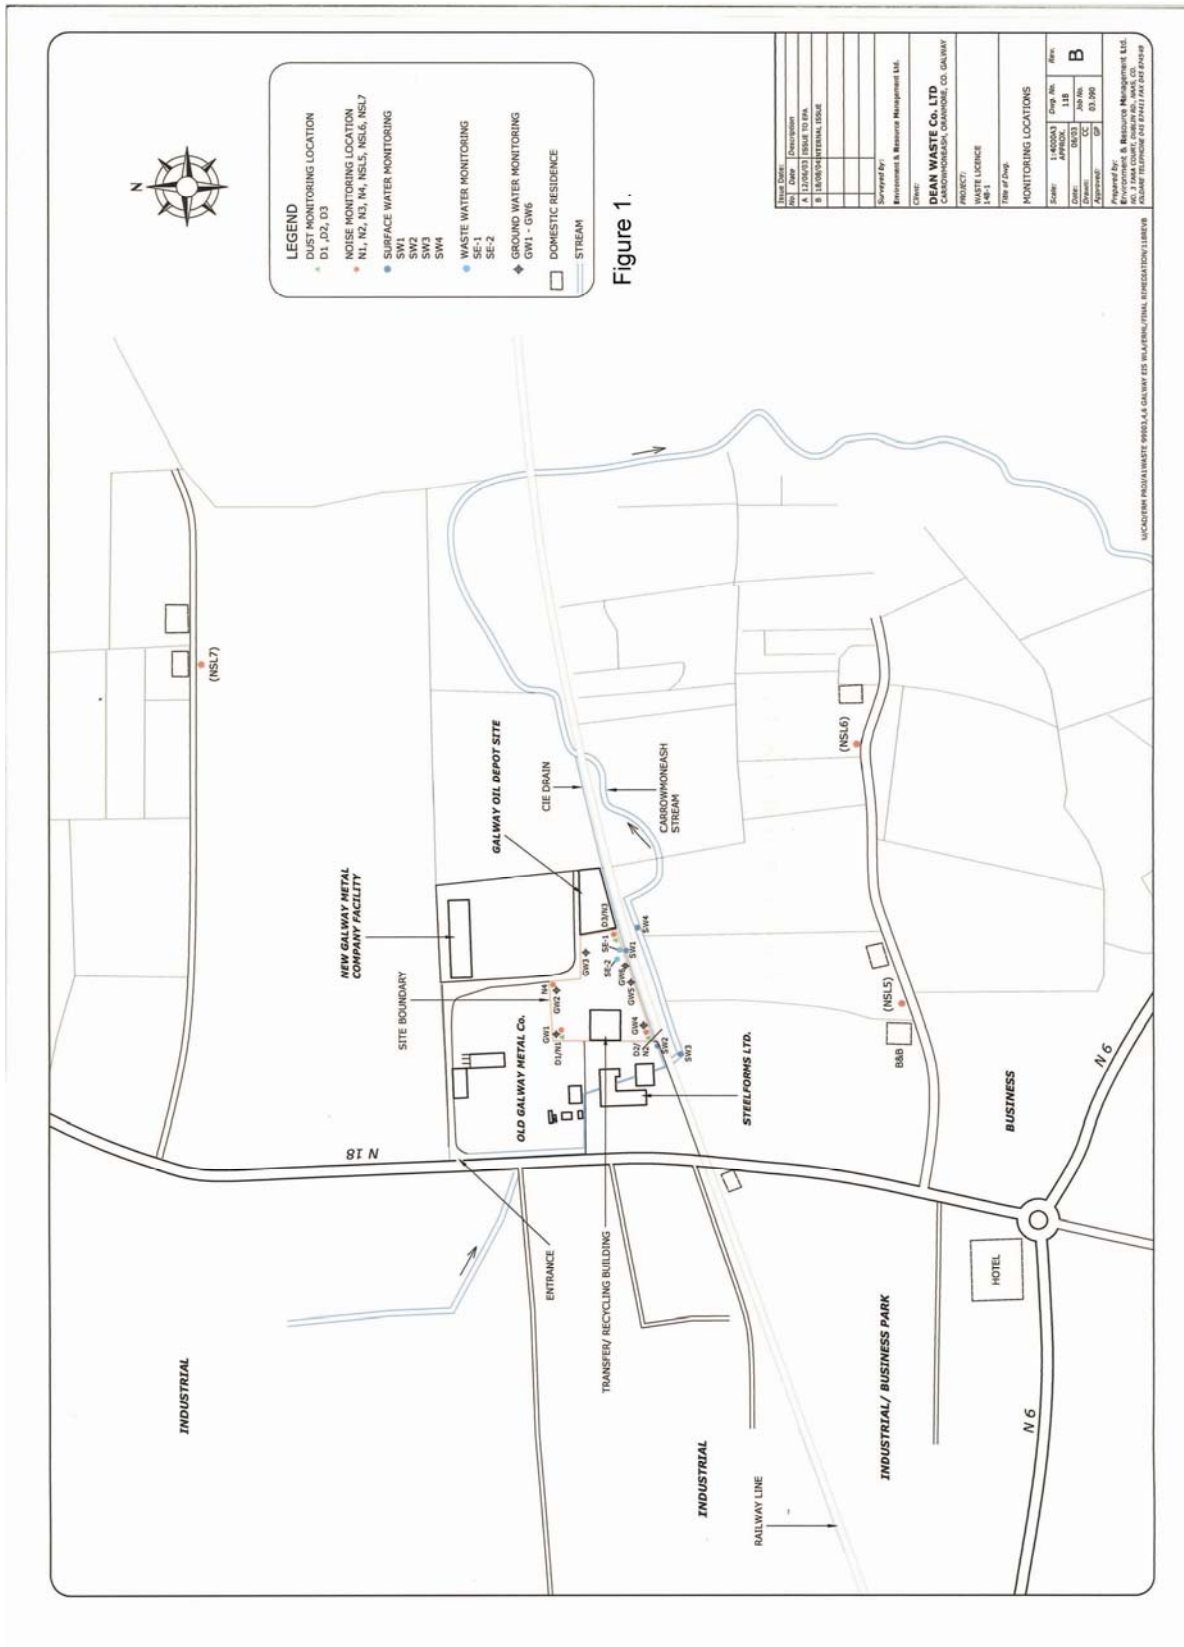 N
LEGEND
DUST MONITORING LOCATION
D1 ,D2, D3
NOISE MONITORING LOCATION
N1, N2, N3, N4, NSL5, NSL6, NSL7
SURFACE WATER MONITORING
SW1
SW2
SW3
SW4
WASTE WATER MONITORING
SE-1
SE-2
GROUND WATER MONITORING
GW1 - GW6
DOMESTIC RESIDENCE
STREAM
Figure 1.
INDUSTRIAL
N 18
(NSL7)
NEW GALWAY METAL
COMPANY FACILITY
SITE BOUNDARY
GALWAY OIL DEPOT SITE
OLD GALWAY METAL Co.
CIE DRAIN
ENTRANCE
GW1
D1/N1
N4
GW2
GW3
D3/N3
SE-1
SE-2
SW1
GW6
GW5
SW4
GW4
D2/
N2
SW2
SW3
CARROWMONEASH
STREAM
TRANSFER/ RECYCLING BUILDING
STEELFORMS LTD.
INDUSTRIAL
RAILWAY LINE
(NSL6)
(NSL5)
B&B
INDUSTRIAL/ BUSINESS PARK
HOTEL
BUSINESS
N 6
N 6
Issue Date:
No. Date Description
A 12/06/03 ISSUE TO EPA
B 18/08/04 INTERNAL ISSUE
Surveyed by:
Environment & Resource Management Ltd.
Client:
DEAN WASTE Co. LTD
CARROWMONEASH, ORANMORE, CO. GALWAY
PROJECT:
WASTE LICENCE
148-1
Title of Dwg.
MONITORING LOCATIONS
Scale: 1:4000A3 APPROX.
Dwg. No. 11B
Rev. B
Date: 06/03
Job No. 03.090
Drawn: CC
Approved: GP
Prepared by:
Environment & Resource Management Ltd.